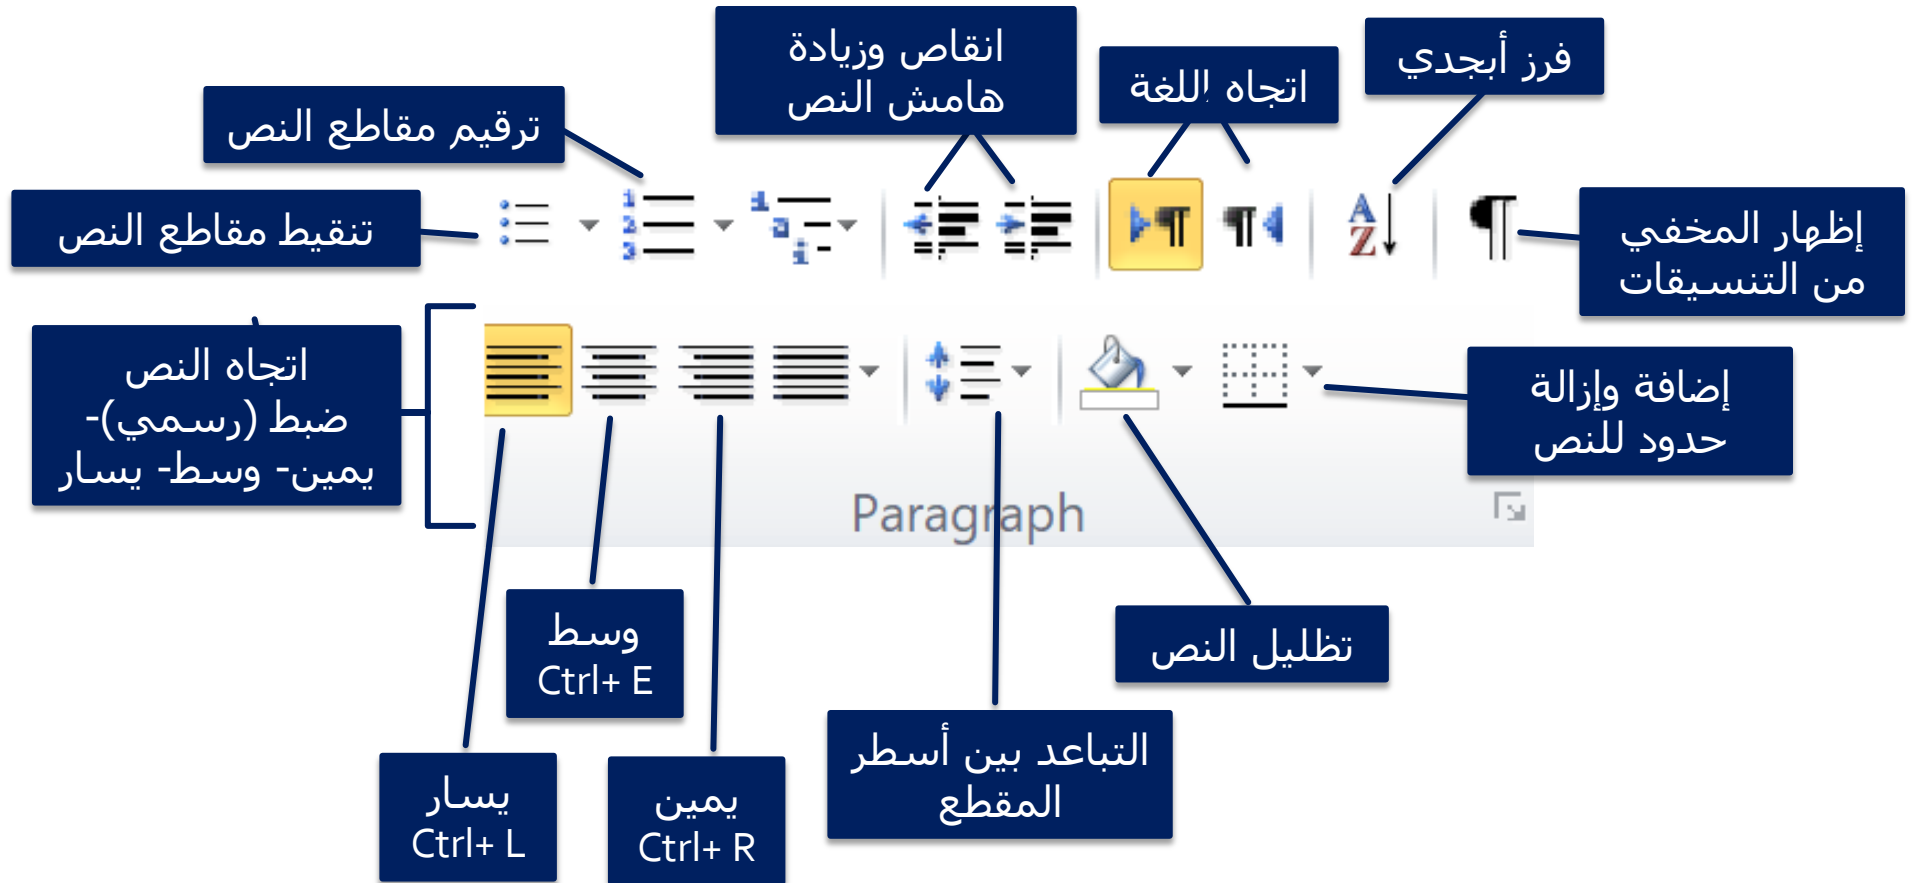 انقاص وزيادة
هامش النص
اتجاه اللغة
فرز أبجدي
ترقيم مقاطع النص
تنقيط مقاطع النص
إظهار المخفي
من التنسيقات
اتجاه النص
ضبط (رسمي)-
يمين- وسط- يسار
إضافة وإزالة
حدود للنص
Paragraph
وسط
Ctrl+ E
تظليل النص
يسار
Ctrl+ L
يمين
Ctrl+ R
التباعد بين أسطر
المقطع